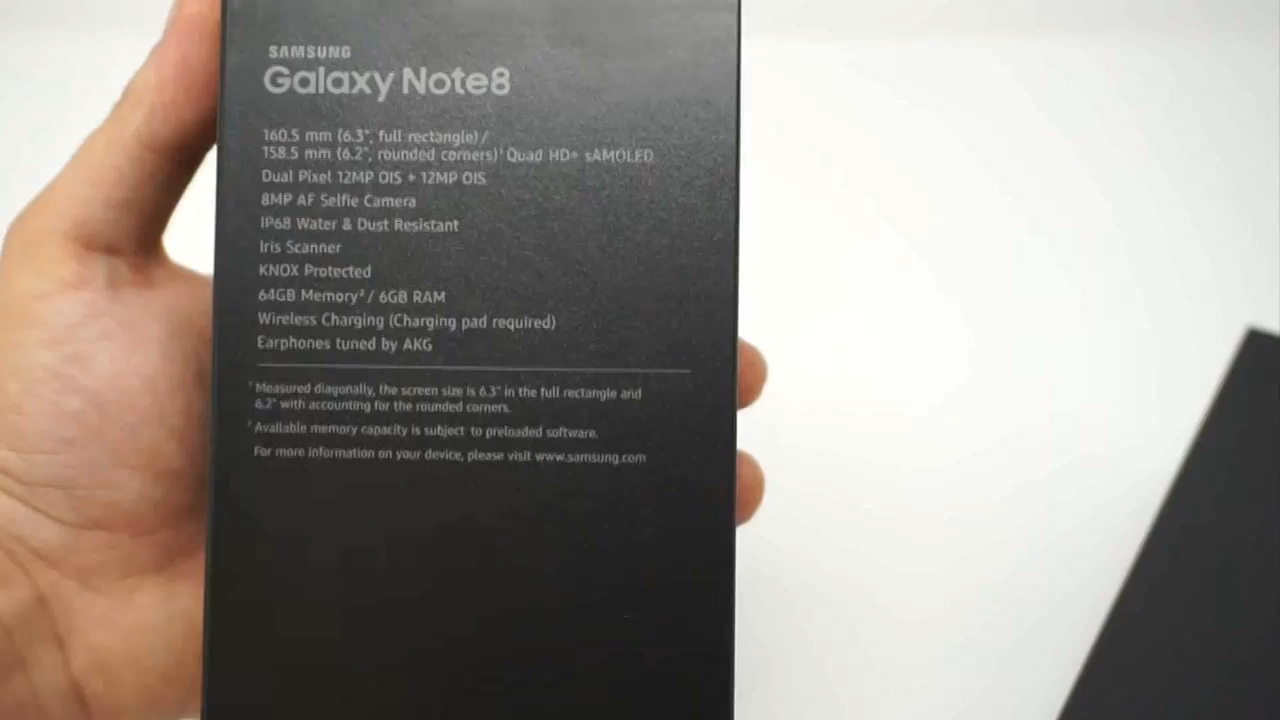 SAMSUNG
Galaxy Note8
160.5 mm (6.3", full rectangle) /
158.5 mm (6.2", rounded corners)¹ Quad HD+ sAMOLED
Dual Pixel 12MP OIS + 12MP OIS
8MP AF Selfie Camera
IP68 Water & Dust Resistant
Iris Scanner
KNOX Protected
64GB Memory² / 6GB RAM
Wireless Charging (Charging pad required)
Earphones tuned by AKG
¹ Measured diagonally, the screen size is 6.3" in the full rectangle and
6.2" with accounting for the rounded corners.
² Available memory capacity is subject to preloaded software.
For more information on your device, please visit www.samsung.com